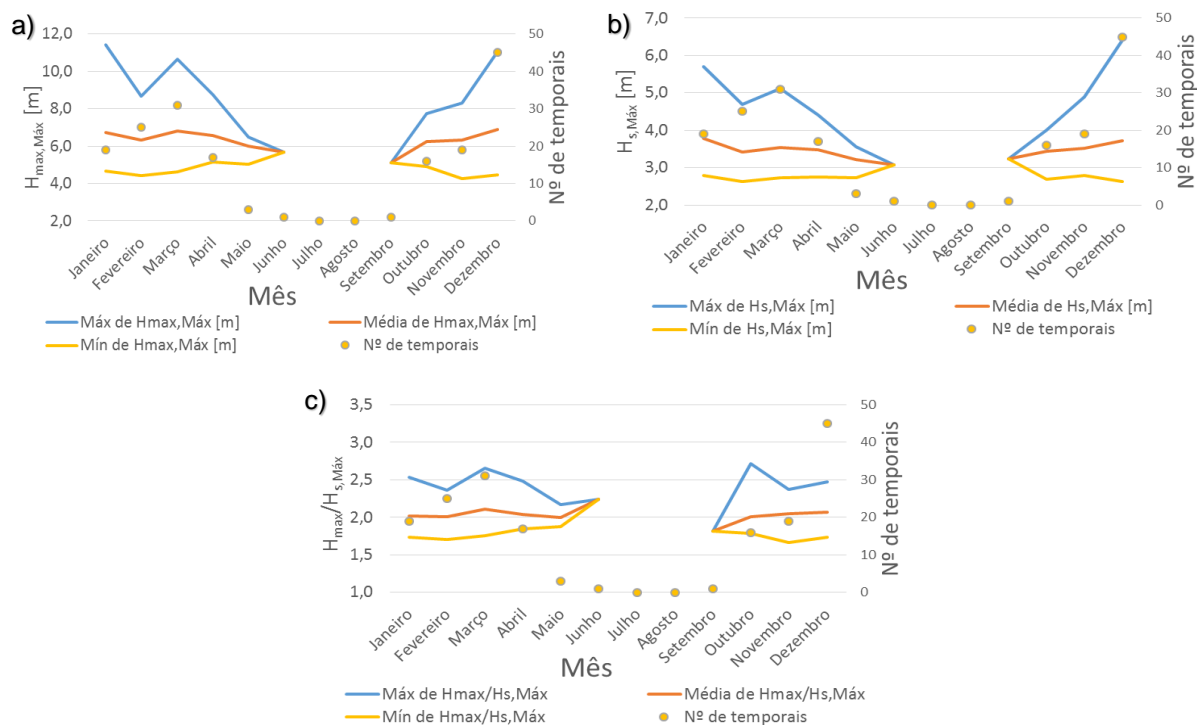 a)
12,0
10,0
8,0
6,0
4,0
2,0
Hmax,Máx [m]
50
40
30
20
10
0
Nº de temporais
Janeiro
Fevereiro
Março
Abril
Maio
Junho
Julho
Agosto
Setembro
Outubro
Novembro
Dezembro
Mês
Máx de Hmax,Máx [m]
Média de Hmax,Máx [m]
Mín de Hmax,Máx [m]
Nº de temporais
b)
7,0
6,0
5,0
4,0
3,0
2,0
Hs,Máx [m]
50
40
30
20
10
0
Nº de temporais
Janeiro
Fevereiro
Março
Abril
Maio
Junho
Julho
Agosto
Setembro
Outubro
Novembro
Dezembro
Mês
Máx de Hs,Máx [m]
Média de Hs,Máx [m]
Mín de Hs,Máx [m]
Nº de temporais
c)
3,5
3,0
2,5
2,0
1,5
1,0
Hmax/Hs,Máx
50
40
30
20
10
0
Nº de temporais
Janeiro
Fevereiro
Março
Abril
Maio
Junho
Julho
Agosto
Setembro
Outubro
Novembro
Dezembro
Mês
Máx de Hmax/Hs,Máx
Média de Hmax/Hs,Máx
Mín de Hmax/Hs,Máx
Nº de temporais